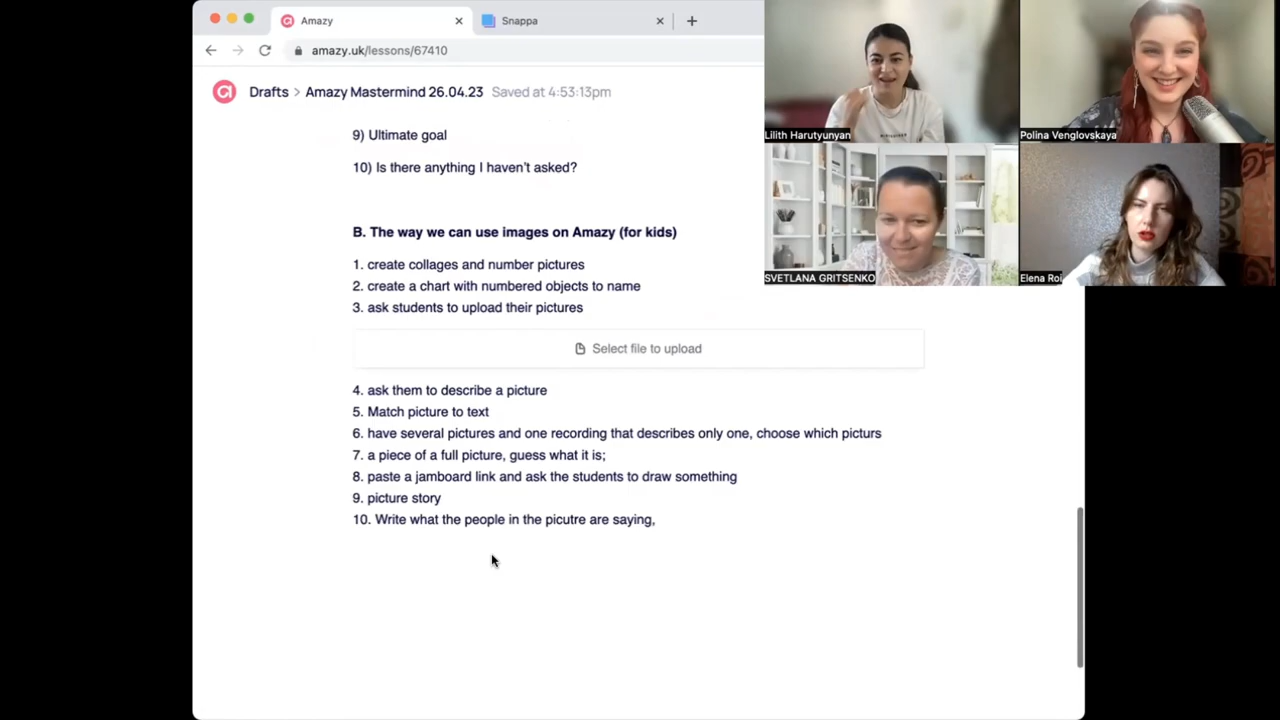 Amazy
Snappa
amazy.uk/lessons/67410
Drafts > Amazy Mastermind 26.04.23 Saved at 4:53:13pm
9) Ultimate goal
10) Is there anything I haven't asked?
B. The way we can use images on Amazy (for kids)
1. create collages and number pictures
2. create a chart with numbered objects to name
3. ask students to upload their pictures
Select file to upload
4. ask them to describe a picture
5. Match picture to text
6. have several pictures and one recording that describes only one, choose which picturs
7. a piece of a full picture, guess what it is;
8. paste a jamboard link and ask the students to draw something
9. picture story
10. Write what the people in the picutre are saying,
Lilith Harutyunyan
Polina Venglovskaya
SVETLANA GRITSENKO
Elena Roi